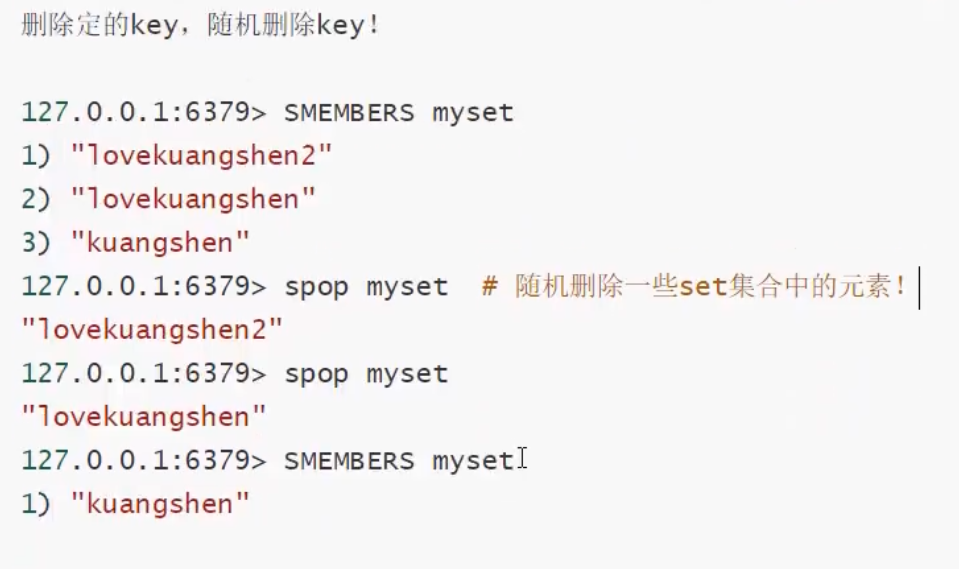 删除定的key，随机删除key！
127.0.0.1:6379> SMEMBERS myset
1) "lovekuangshen2"
2) "lovekuangshen"
3) "kuangshen"
127.0.0.1:6379> spop myset  # 随机删除一些set集合中的元素！
"lovekuangshen2"
127.0.0.1:6379> spop myset
"lovekuangshen"
127.0.0.1:6379> SMEMBERS myset
1) "kuangshen"